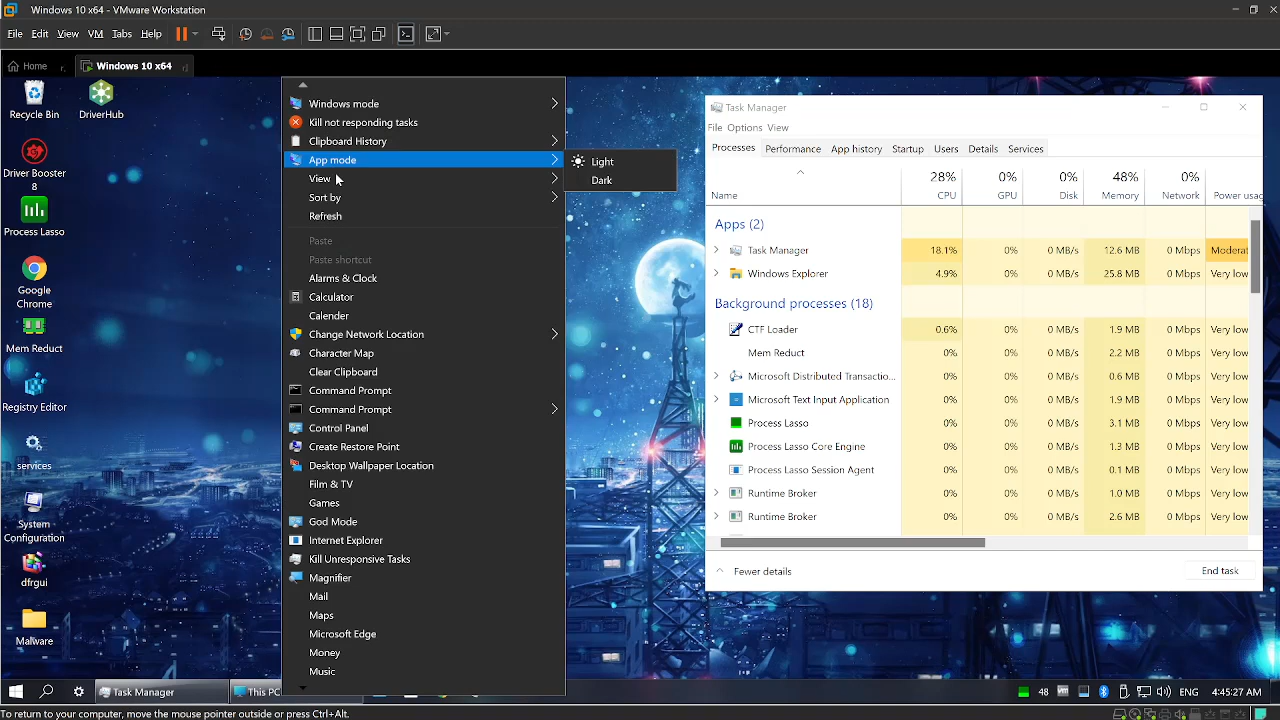 Windows 10 x64 - VMware Workstation
File Edit View VM Tabs Help
Home
Windows 10 x64
DriverHub
Driver Booster
8
Process Lasso
Google
Chrome
Mem Reduct
Registry Editor
Services
System
Configuration
dfrgui
Malware
Windows mode
Kill not responding tasks
Clipboard History
App mode
View
Sort by
Refresh
Paste
Paste shortcut
Alarms & Clock
Calculator
Calender
Change Network Location
Character Map
Clear Clipboard
Command Prompt
Command Prompt
Control Panel
Create Restore Point
Desktop Wallpaper Location
Film & TV
Games
God Mode
Internet Explorer
Kill Unresponsive Tasks
Magnifier
Mail
Maps
Microsoft Edge
Money
Music
Light
Dark
Task Manager
File Options View
Processes Performance App history Startup Users Details Services
28% 0% 0% 48% 0%
Name CPU GPU Disk Memory Network Power usag
Apps (2)
Task Manager 18.1% 0% 0 MB/s 12.6 MB 0 Mbps Moderat
Windows Explorer 4.9% 0% 0 MB/s 25.8 MB 0 Mbps Very low
Background processes (18)
CTF Loader 0.6% 0% 0 MB/s 1.9 MB 0 Mbps Very low
Mem Reduct 0% 0% 0 MB/s 2.2 MB 0 Mbps Very low
Microsoft Distributed Transactio... 0% 0% 0 MB/s 0.6 MB 0 Mbps Very low
Microsoft Text Input Application 0% 0% 0 MB/s 1.9 MB 0 Mbps Very low
Process Lasso 0% 0% 0 MB/s 3.1 MB 0 Mbps Very low
Process Lasso Core Engine 0% 0% 0 MB/s 1.3 MB 0 Mbps Very low
Process Lasso Session Agent 0% 0% 0 MB/s 0.1 MB 0 Mbps Very low
Runtime Broker 0% 0% 0 MB/s 1.0 MB 0 Mbps Very low
Runtime Broker 0% 0% 0 MB/s 2.6 MB 0 Mbps Very low
Fewer details
End task
Task Manager
This PC
48
ENG
4:45:27 AM
To return to your computer, move the mouse pointer outside or press Ctrl+Alt.